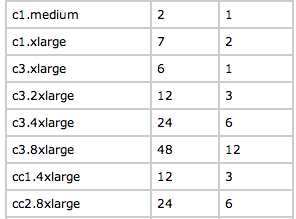 c1.medium 2 1
c1.xlarge 7 2
c3.xlarge 6 1
c3.2xlarge 12 3
c3.4xlarge 24 6
c3.8xlarge 48 12
cc1.4xlarge 12 3
cc2.8xlarge 24 6